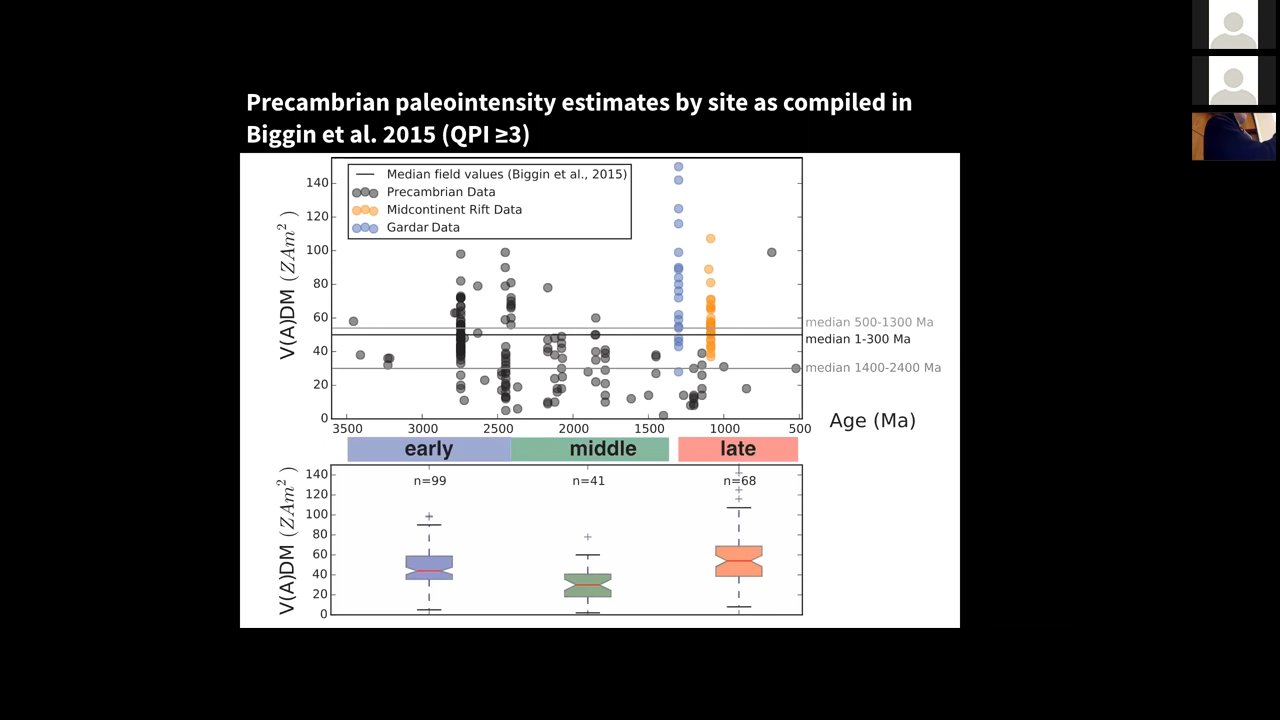 Precambrian paleointensity estimates by site as compiled in
Biggin et al. 2015 (QPI ≥3)
V(A)DM (ZAm²)
140
120
100
80
60
40
20
0
Median field values (Biggin et al., 2015)
Precambrian Data
Midcontinent Rift Data
Gardar Data
median 500-1300 Ma
median 1-300 Ma
median 1400-2400 Ma
3500 3000 2500 2000 1500 1000 500
Age (Ma)
early middle late
V(A)DM (ZAm²)
140
120
100
80
60
40
20
0
n=99 n=41 n=68